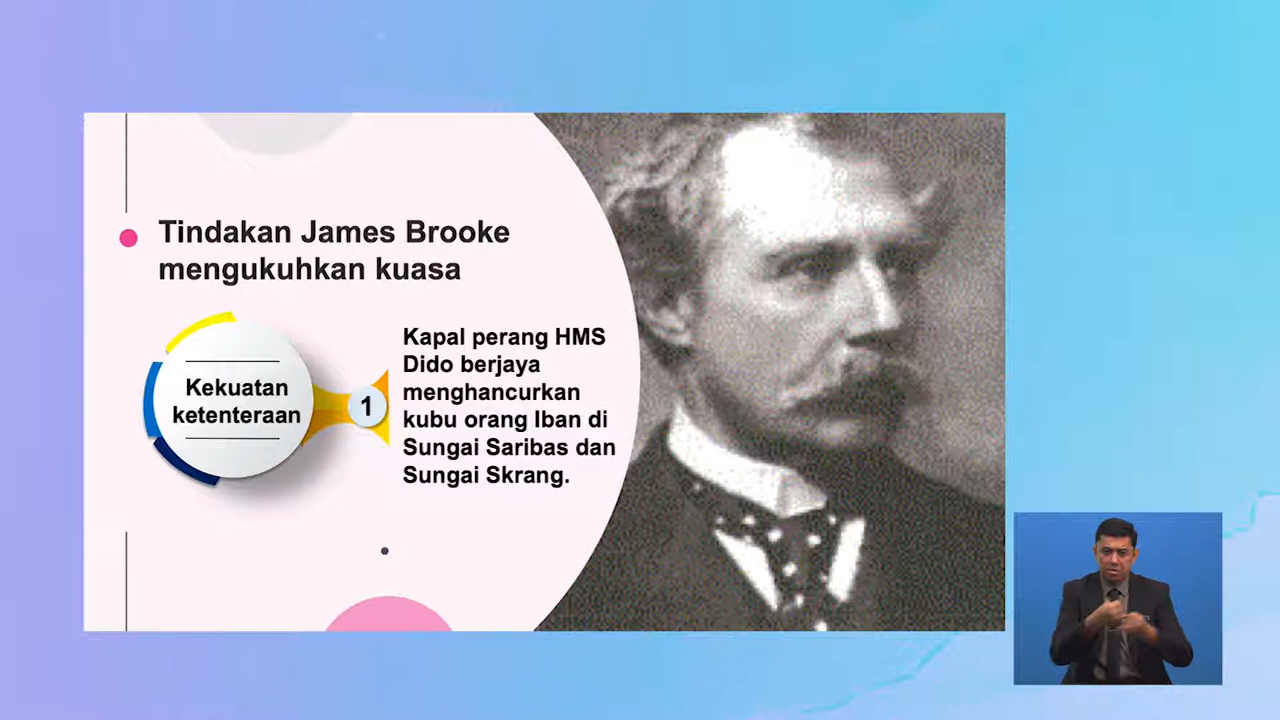 Tindakan James Brooke
mengukuhkan kuasa
Kekuatan
ketenteraan
1
Kapal perang HMS
Dido berjaya
menghancurkan
kubu orang Iban di
Sungai Saribas dan
Sungai Skrang.